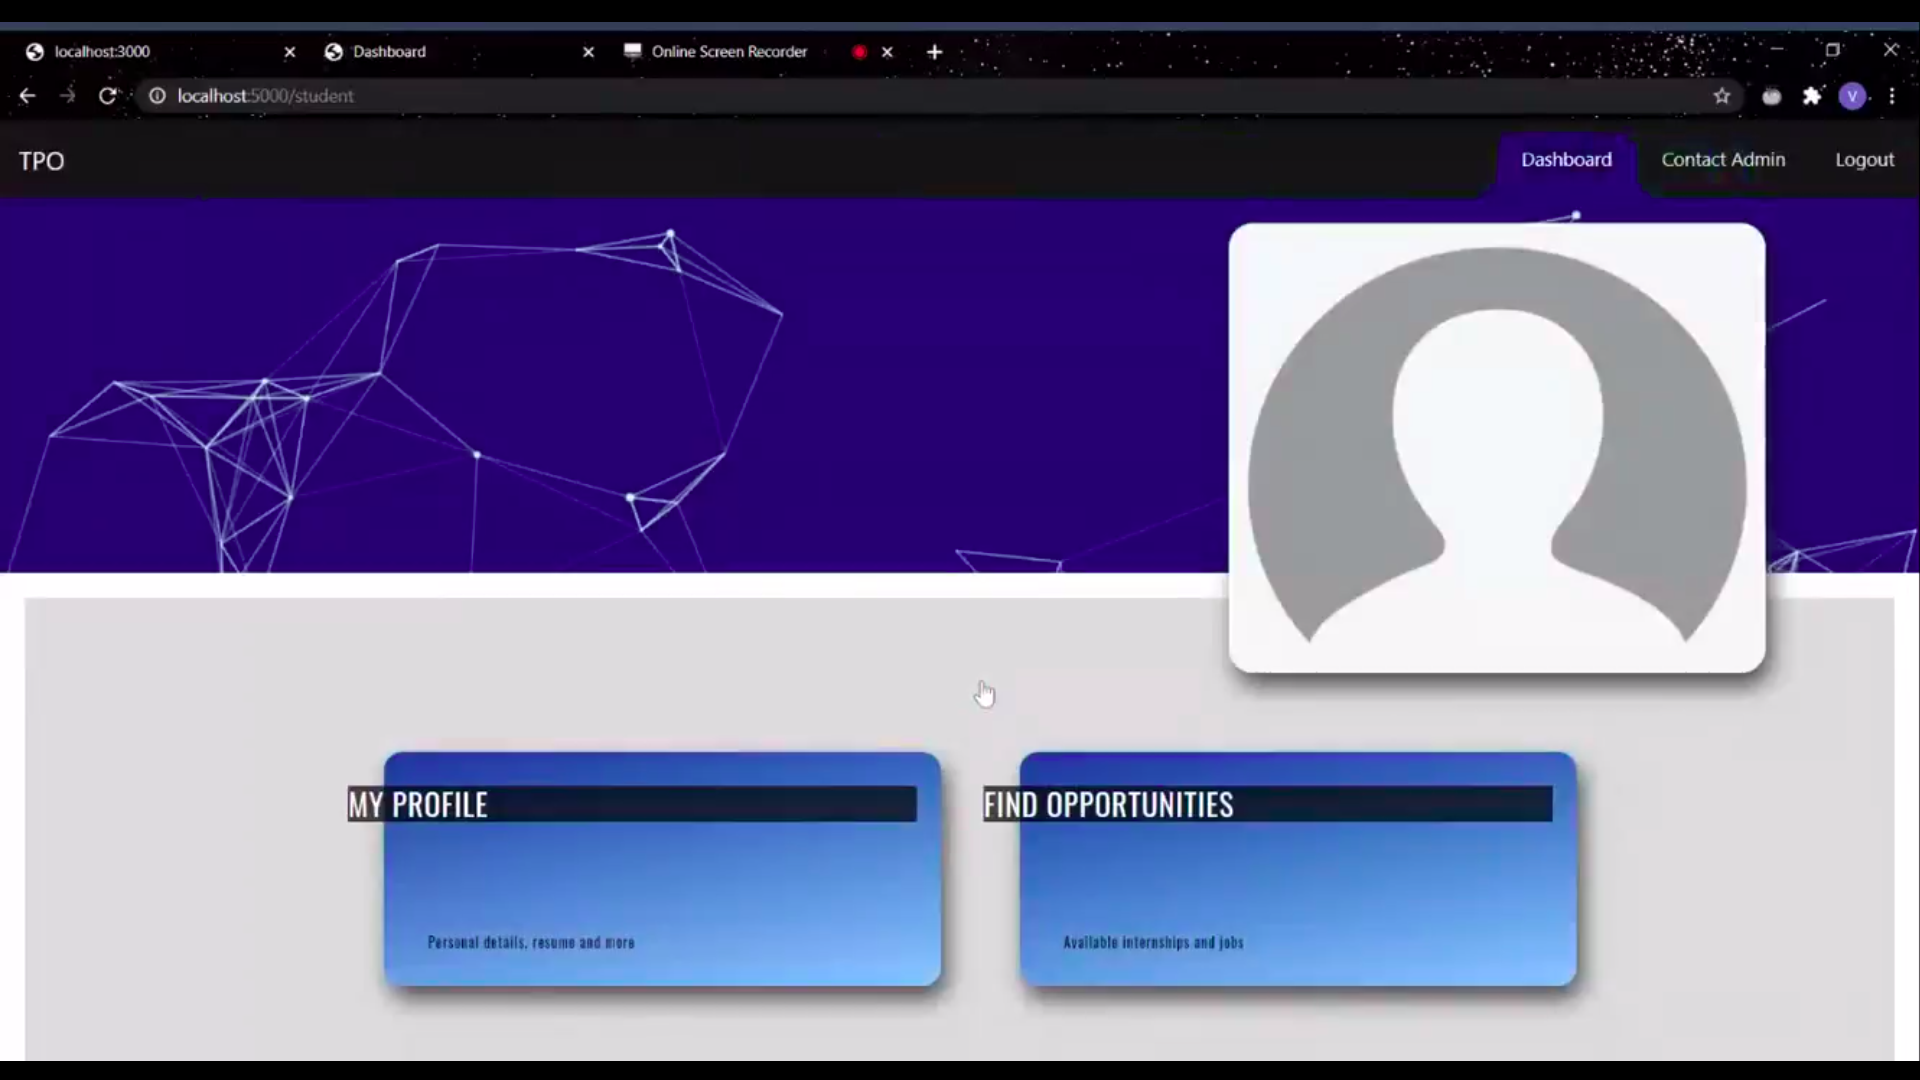 localhost:3000
Dashboard
Online Screen Recorder
localhost:5000/student
V
TPO
Dashboard
Contact Admin
Logout
MY PROFILE
FIND OPPORTUNITIES
Personal details, resume and more
Available internships and jobs